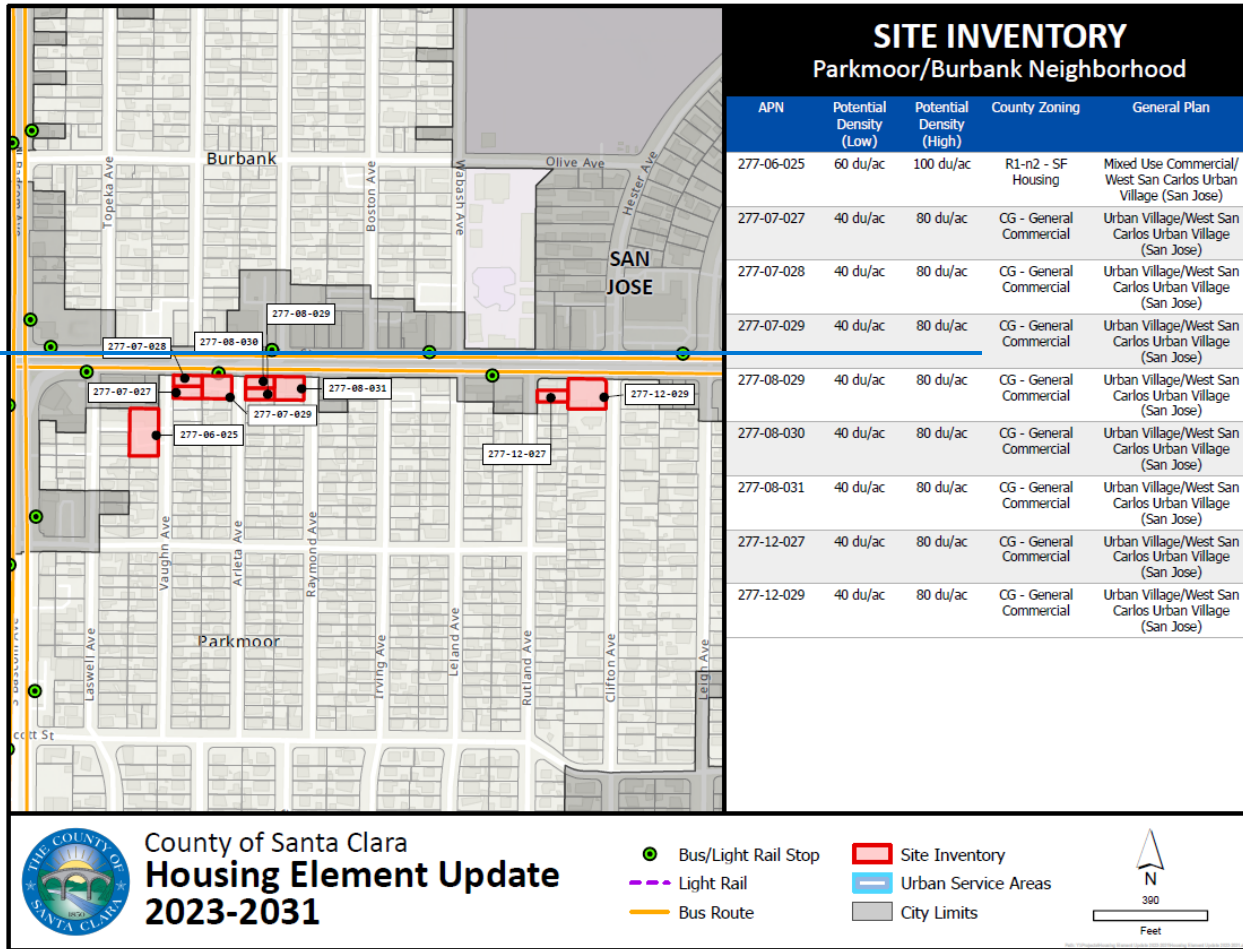 SITE INVENTORY
Parkmoor/Burbank Neighborhood
APN
Potential
Density
(Low)
Potential
Density
(High)
County Zoning
General Plan
277-06-025
60 du/ac
100 du/ac
R1-n2 - SF
Housing
Mixed Use Commercial/
West San Carlos Urban
Village (San Jose)
277-07-027
40 du/ac
80 du/ac
CG - General
Commercial
Urban Village/West San
Carlos Urban Village
(San Jose)
277-07-028
40 du/ac
80 du/ac
CG - General
Commercial
Urban Village/West San
Carlos Urban Village
(San Jose)
277-07-029
40 du/ac
80 du/ac
CG - General
Commercial
Urban Village/West San
Carlos Urban Village
(San Jose)
277-08-029
40 du/ac
80 du/ac
CG - General
Commercial
Urban Village/West San
Carlos Urban Village
(San Jose)
277-08-030
40 du/ac
80 du/ac
CG - General
Commercial
Urban Village/West San
Carlos Urban Village
(San Jose)
277-08-031
40 du/ac
80 du/ac
CG - General
Commercial
Urban Village/West San
Carlos Urban Village
(San Jose)
277-12-027
40 du/ac
80 du/ac
CG - General
Commercial
Urban Village/West San
Carlos Urban Village
(San Jose)
277-12-029
40 du/ac
80 du/ac
CG - General
Commercial
Urban Village/West San
Carlos Urban Village
(San Jose)
Burbank
Topeka Ave
Boston Ave
Wabash Ave
Olive Ave
Hester Ave
SAN
JOSE
277-08-029
277-07-028
277-08-030
277-07-027
277-08-031
277-07-029
277-12-029
277-06-025
277-12-027
Vaughn Ave
Arleta Ave
Raymond Ave
Parkmoor
Laswell Ave
Irving Ave
Leland Ave
Rutland Ave
Clifton Ave
Leigh Ave
S Bascom Ave
cott St
THE COUNTY OF
SANTA CLARA
1850
County of Santa Clara
Housing Element Update
2023-2031
Bus/Light Rail Stop
Light Rail
Bus Route
Site Inventory
Urban Service Areas
City Limits
N
390
Feet